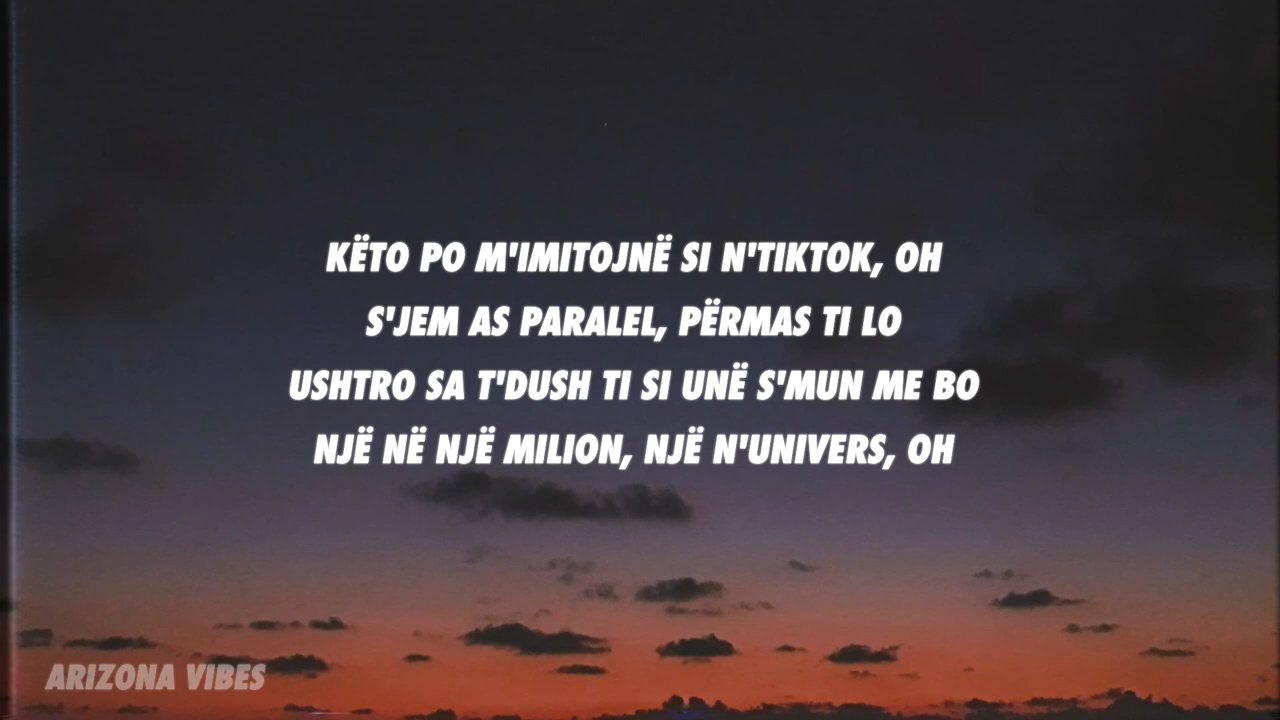 KËTO PO M'IMITOJNË SI N'TIKTOK, OH
S'JEM AS PARALEL, PËRMAS TI LO
USHTRO SA T'DUSH TI SI UNË S'MUN ME BO
NJË NË NJË MILION, NJË N'UNIVERS, OH
ARIZONA VIBES